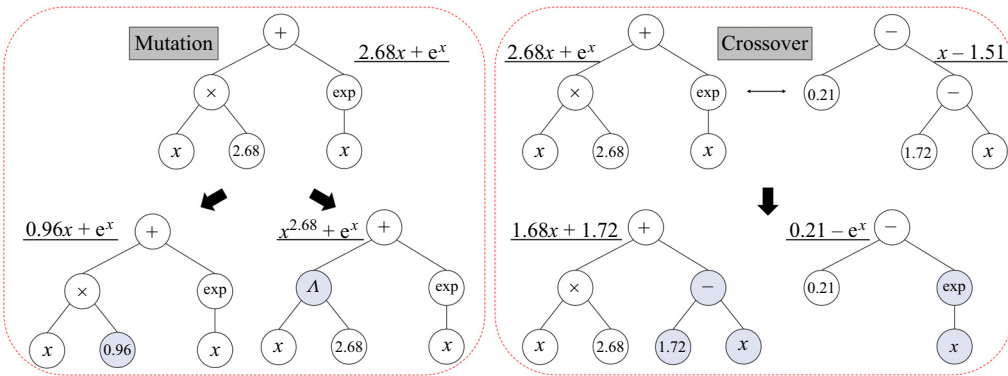 Mutation
+
2.68x + e^x
×
exp
x
2.68
x
0.96x + e^x
+
×
exp
x
0.96
x
x^2.68 + e^x
+
Λ
exp
x
2.68
x
Crossover
2.68x + e^x
+
×
exp
x
2.68
x
x – 1.51
−
0.21
−
1.72
x
1.68x + 1.72
+
×
−
x
2.68
1.72
x
0.21 – e^x
−
0.21
exp
x